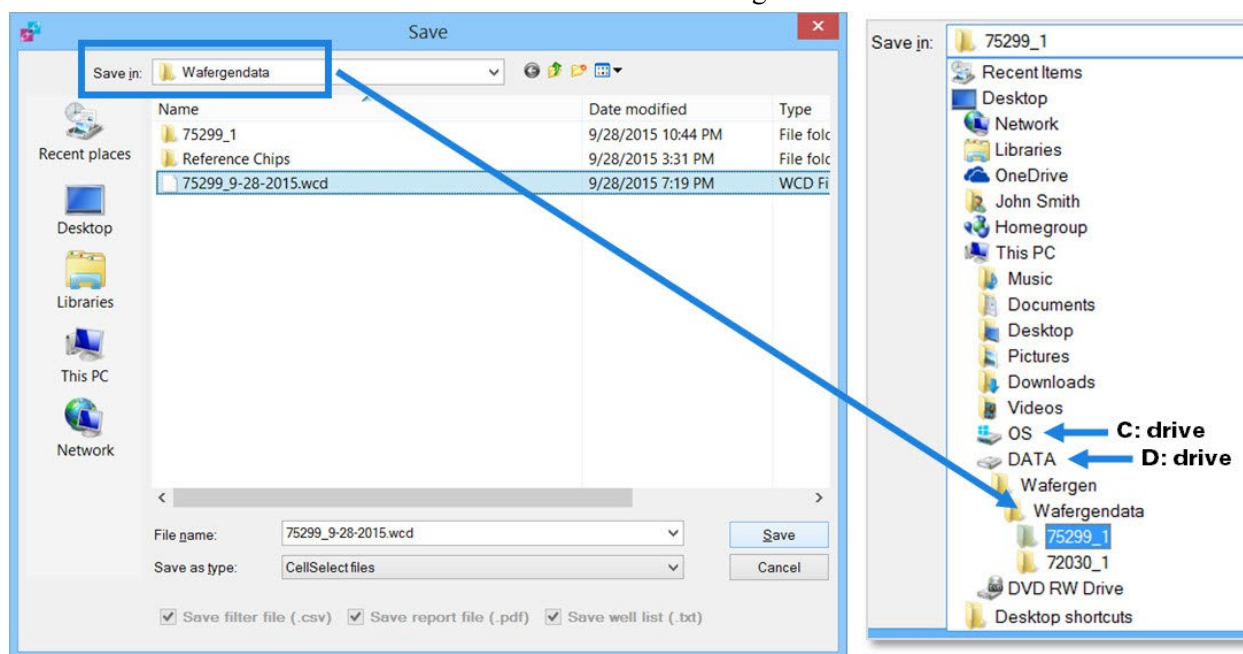 Save
Save in: Wafergendata
Name Date modified Type
75299_1 9/28/2015 10:44 PM File fold
Reference Chips 9/28/2015 3:31 PM File fold
75299_9-28-2015.wcd 9/28/2015 7:19 PM WCD Fi
Recent places
Desktop
Libraries
This PC
Network
File name: 75299_9-28-2015.wcd Save
Save as type: CellSelect files Cancel
Save filter file (.csv) Save report file (.pdf) Save well list (.txt)
Save in: 75299_1
Recent Items
Desktop
Network
Libraries
OneDrive
John Smith
Homegroup
This PC
Music
Documents
Desktop
Pictures
Downloads
Videos
OS C: drive
DATA D: drive
Wafergen
Wafergendata
75299_1
72030_1
DVD RW Drive
Desktop shortcuts